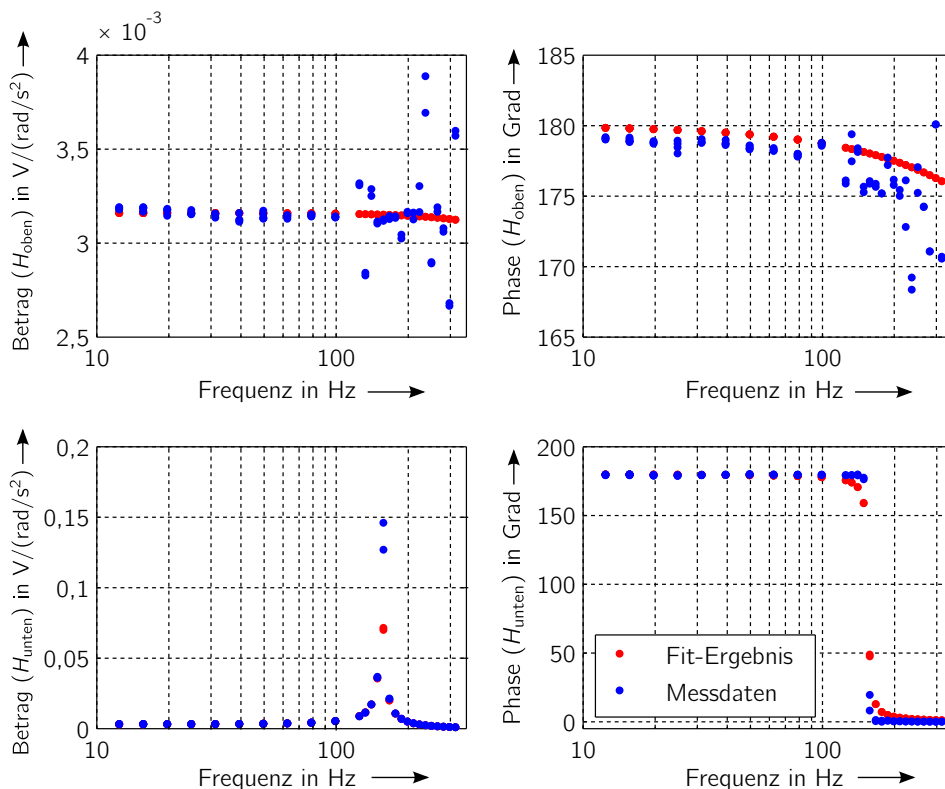 × 10⁻³
4
3,5
3
2,5
10
100
Frequenz in Hz
Betrag (H_oben) in V/(rad/s²)
185
180
175
170
165
10
100
Frequenz in Hz
Phase (H_oben) in Grad
0,2
0,15
0,1
0,05
0
10
100
Frequenz in Hz
Betrag (H_unten) in V/(rad/s²)
200
150
100
50
0
10
100
Frequenz in Hz
Phase (H_unten) in Grad
Fit-Ergebnis
Messdaten